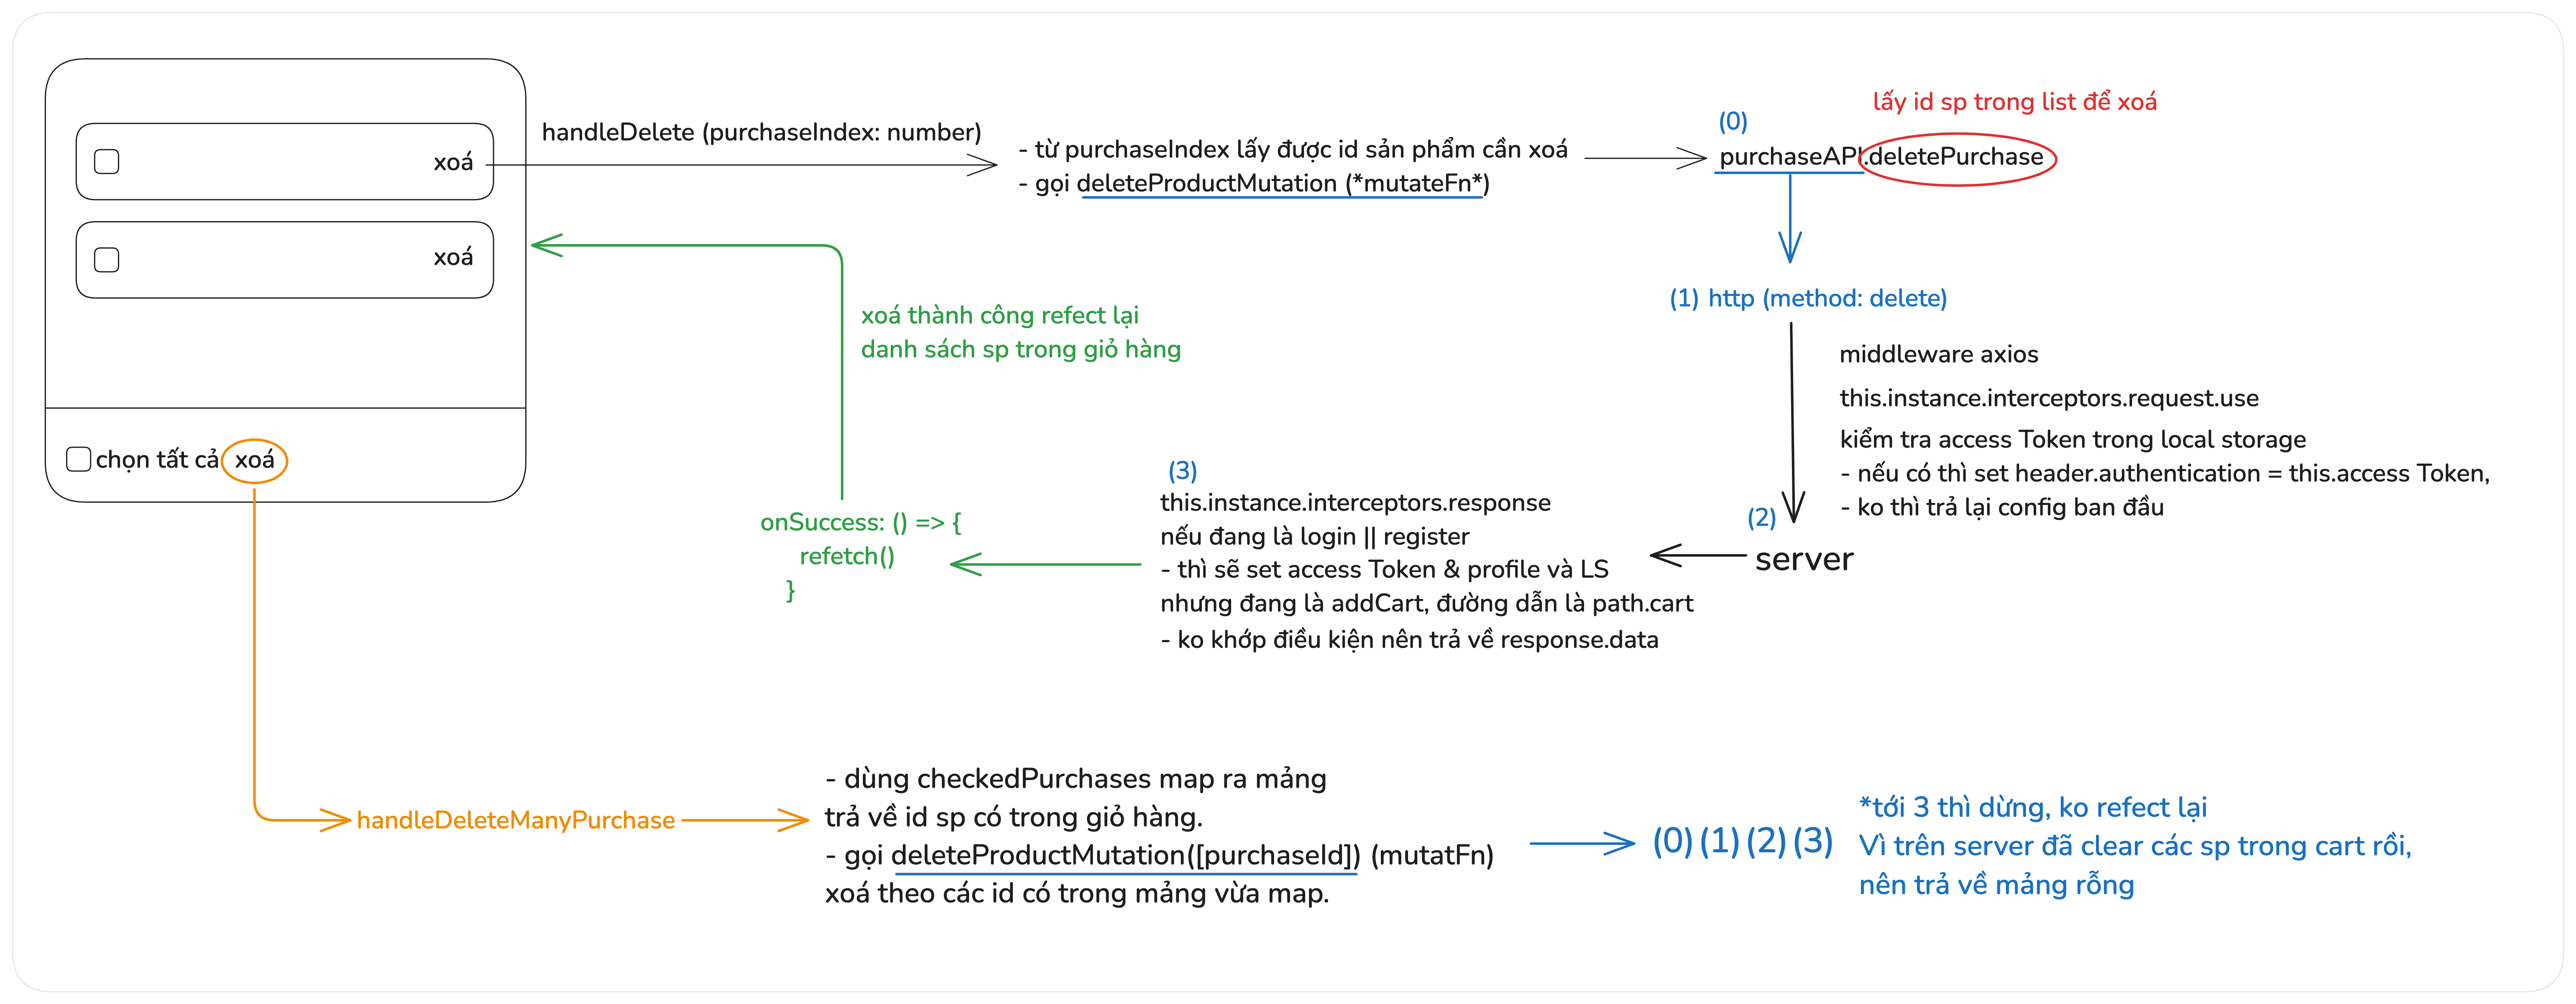 xoá
xoá
chọn tất cả
xoá
handleDelete (purchaseIndex: number)
- từ purchaseIndex lấy được id sản phẩm cần xoá
- gọi deleteProductMutation (*mutateFn*)
lấy id sp trong list để xoá
(0)
purchaseAPI.deletePurchase
(1) http (method: delete)
middleware axios
this.instance.interceptors.request.use
kiểm tra access Token trong local storage
- nếu có thì set header.authentication = this.access Token,
- ko thì trả lại config ban đầu
(2)
server
(3)
this.instance.interceptors.response
nếu đang là login || register
- thì sẽ set access Token & profile và LS
nhưng đang là addCart, đường dẫn là path.cart
- ko khớp điều kiện nên trả về response.data
onSuccess: () => {
refetch()
}
xoá thành công refect lại
danh sách sp trong giỏ hàng
handleDeleteManyPurchase
- dùng checkedPurchases map ra mảng
trả về id sp có trong giỏ hàng.
- gọi deleteProductMutation([purchaseId]) (mutatFn)
xoá theo các id có trong mảng vừa map.
(0) (1) (2) (3)
*tới 3 thì dừng, ko refect lại
Vì trên server đã clear các sp trong cart rồi,
nên trả về mảng rỗng